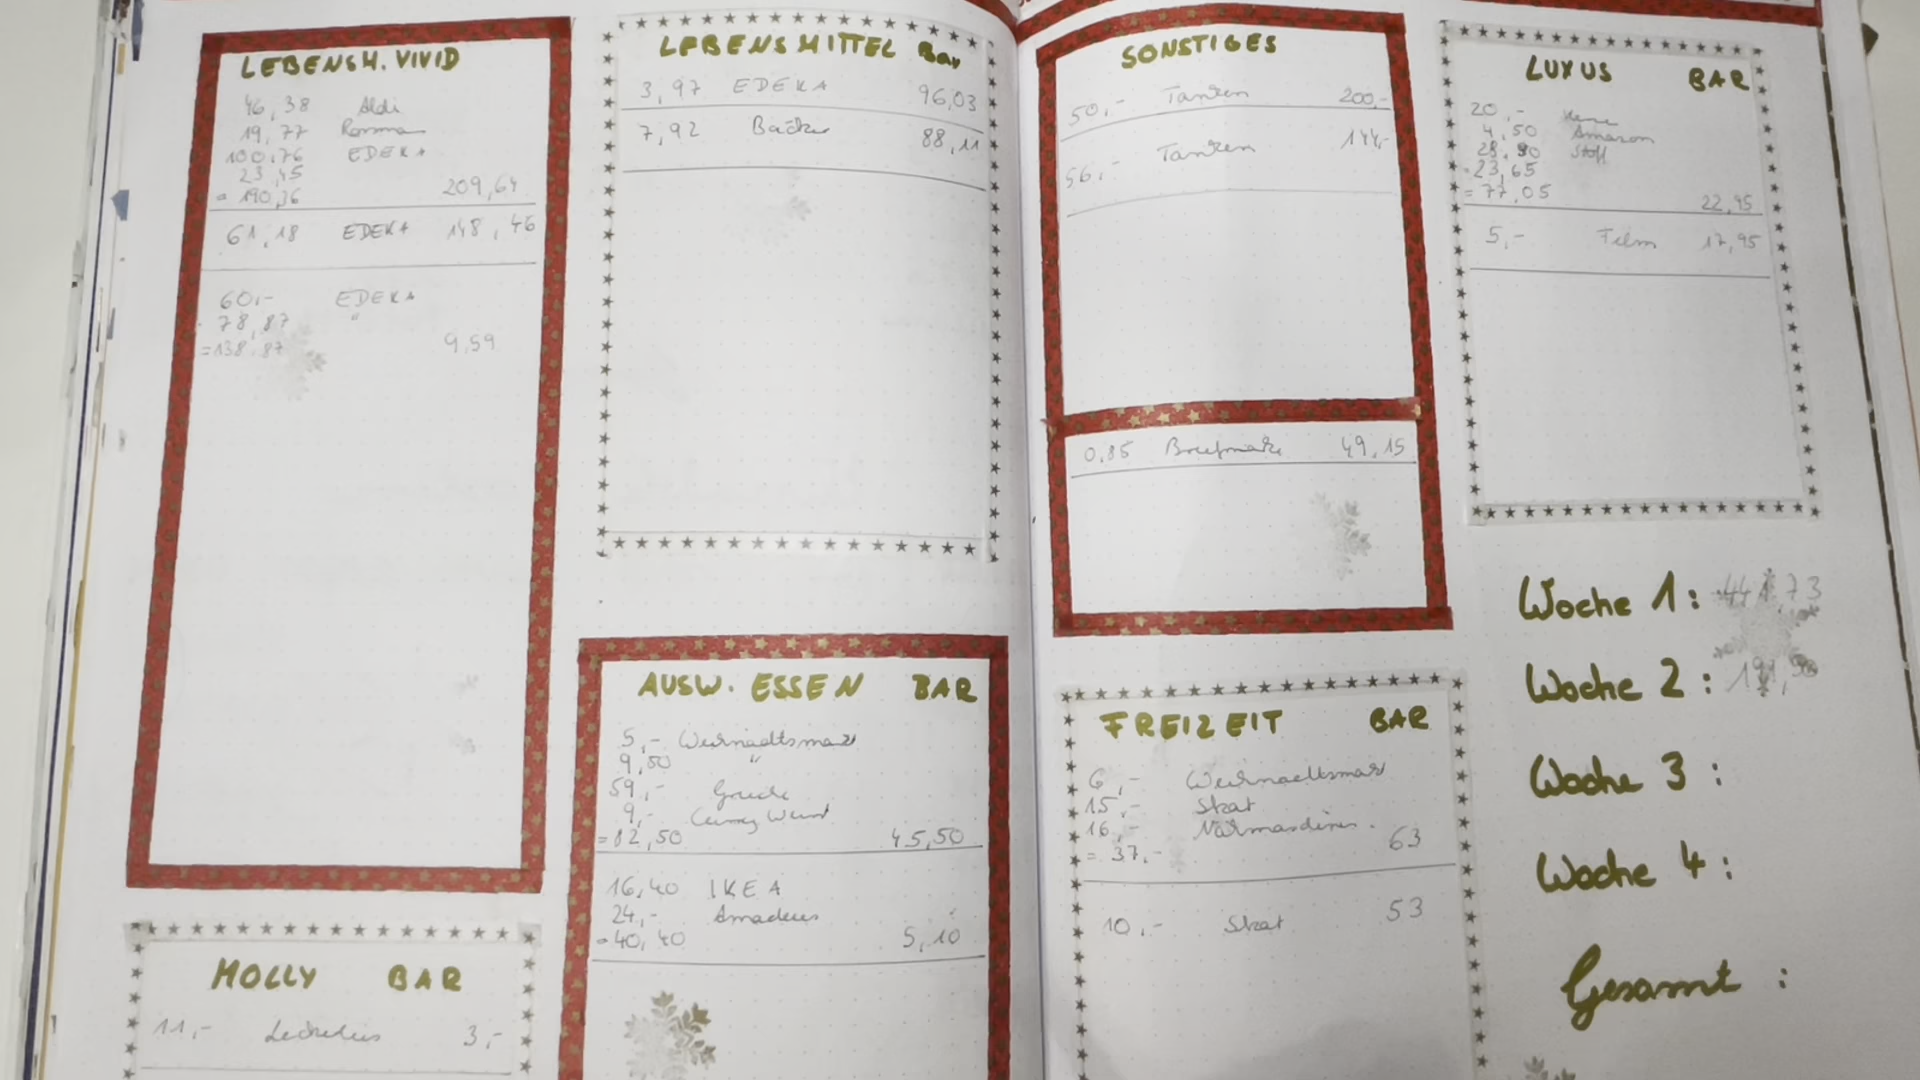 LEBENSM. VIVID
46,38 Aldi
19,77
100,76 EDEKA
23,45
= 190,36 209,64
61,18 EDEKA 148,46
60,- EDEKA
78,87 "
= 138,87 9,59
MOLLY BAR
11,- 3,-
LEBENSMITTEL Bar
3,97 EDEKA 96,03
7,92 Bäcker 88,11
AUSW. ESSEN BAR
5,- Weihnachtsmarkt
9,50 "
59,-
9,- Curry Wurst
= 82,50 45,50
16,40 IKEA
24,- Amadeus
= 40,40 5,10
SONSTIGES
50,- Tanken 200,-
56,- Tanken 144,-
0,85 Briefmarke 49,15
FREIZEIT BAR
6,- Weihnachtsmarkt
15,- Skat
16,- Nähmaschine
= 37,- 63
10,- Skat 53
LUXUS BAR
20,-
4,50 Amazon
28,90 Stoff
23,65
= 77,05 22,95
5,- Film 17,95
Woche 1: 441,73
Woche 2:
Woche 3:
Woche 4:
Gesamt: